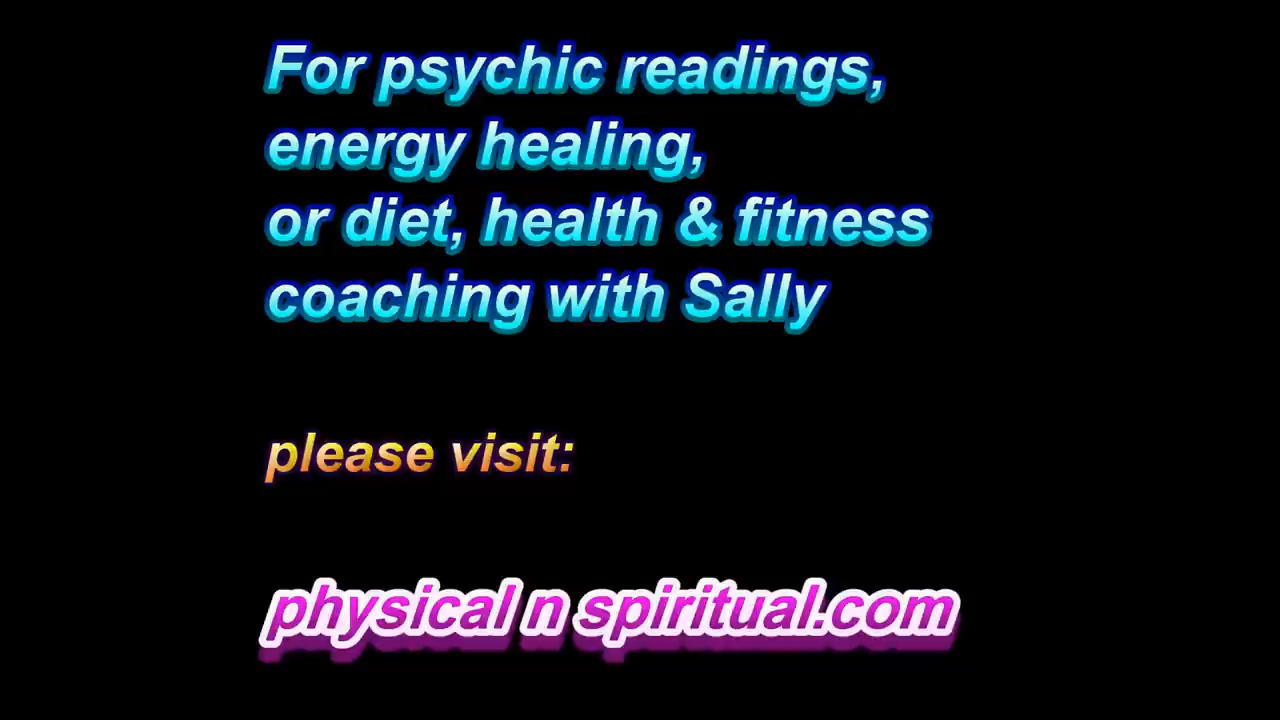 For psychic readings,
energy healing,
or diet, health & fitness
coaching with Sally
please visit:
physical n spiritual.com